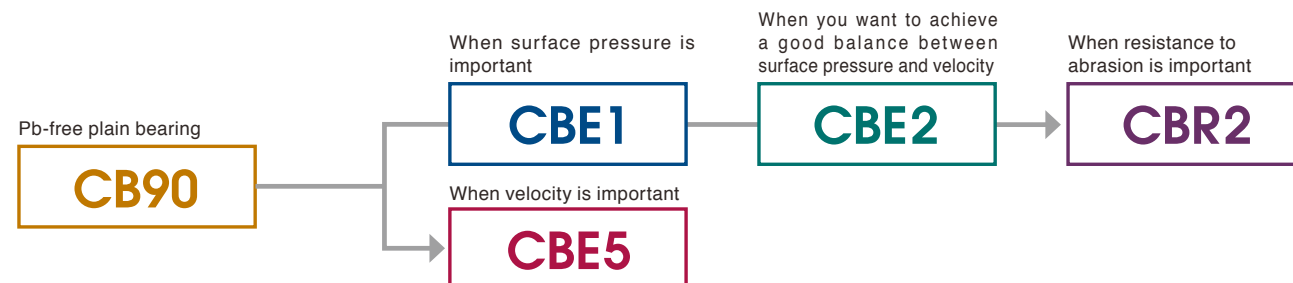 Pb-free plain bearing
CB90
When surface pressure is
important
CBE1
When you want to achieve
a good balance between
surface pressure and velocity
CBE2
When resistance to
abrasion is important
CBR2
When velocity is important
CBE5